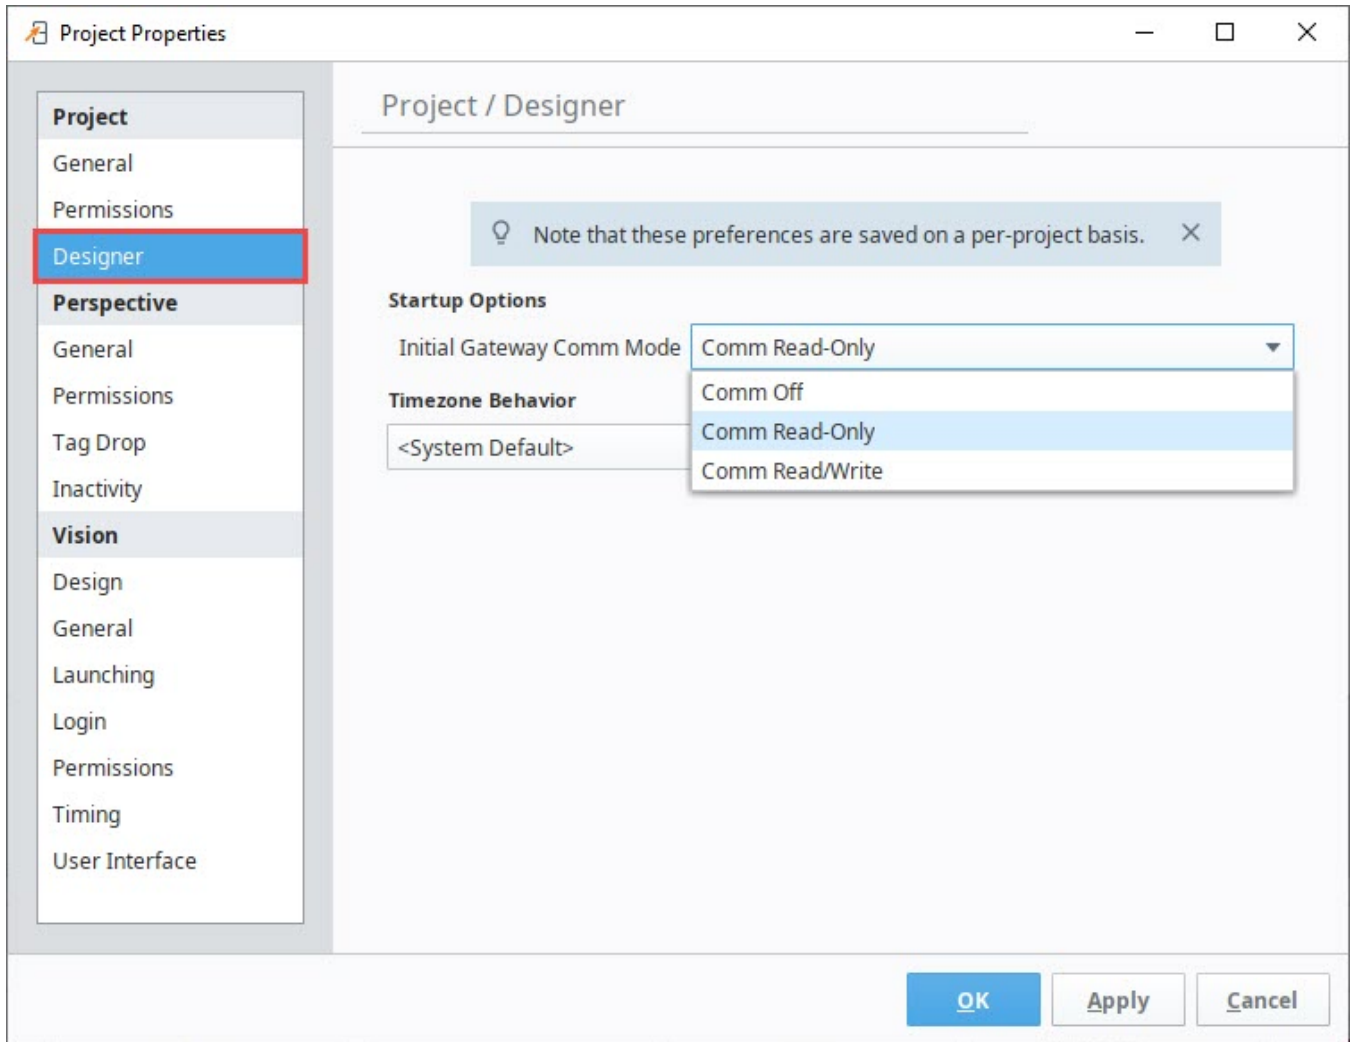 Project Properties
Project
General
Permissions
Designer
Perspective
General
Permissions
Tag Drop
Inactivity
Vision
Design
General
Launching
Login
Permissions
Timing
User Interface
Project / Designer
Note that these preferences are saved on a per-project basis.
Startup Options
Initial Gateway Comm Mode Comm Read-Only
Comm Off
Comm Read-Only
Comm Read/Write
Timezone Behavior
<System Default>
OK Apply Cancel